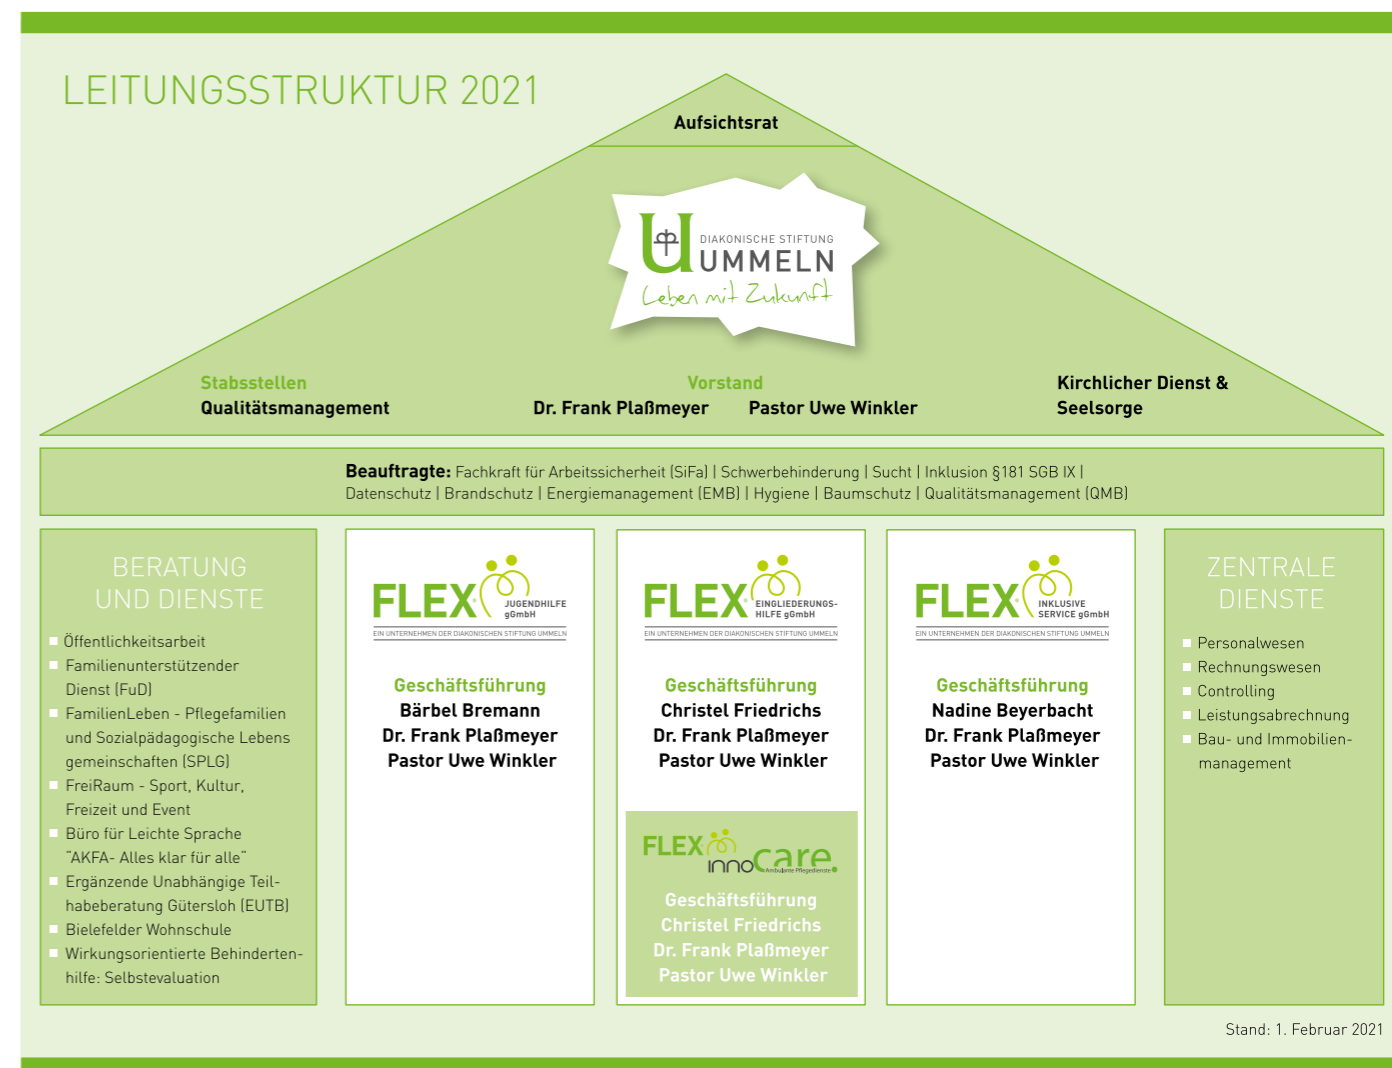 LEITUNGSSTRUKTUR 2021
Aufsichtsrat
DIAKONISCHE STIFTUNG
UMMELN
Leben mit Zukunft
Stabsstellen
Qualitätsmanagement
Vorstand
Dr. Frank Plaßmeyer Pastor Uwe Winkler
Kirchlicher Dienst &
Seelsorge
Beauftragte: Fachkraft für Arbeitssicherheit (SiFa) | Schwerbehinderung | Sucht | Inklusion §181 SGB IX |
Datenschutz | Brandschutz | Energiemanagement (EMB) | Hygiene | Baumschutz | Qualitätsmanagement (QMB)
BERATUNG
UND DIENSTE
Öffentlichkeitsarbeit
Familienunterstützender
Dienst (FuD)
FamilienLeben - Pflegefamilien
und Sozialpädagogische Lebens
gemeinschaften (SPLG)
FreiRaum - Sport, Kultur,
Freizeit und Event
Büro für Leichte Sprache
"AKFA- Alles klar für alle"
Ergänzende Unabhängige Teil-
habeberatung Gütersloh (EUTB)
Bielefelder Wohnschule
Wirkungsorientierte Behinderten-
hilfe: Selbstevaluation
FLEX®
JUGENDHILFE
gGmbH
EIN UNTERNEHMEN DER DIAKONISCHEN STIFTUNG UMMELN
Geschäftsführung
Bärbel Bremann
Dr. Frank Plaßmeyer
Pastor Uwe Winkler
FLEX®
EINGLIEDERUNGS-
HILFE gGmbH
EIN UNTERNEHMEN DER DIAKONISCHEN STIFTUNG UMMELN
Geschäftsführung
Christel Friedrichs
Dr. Frank Plaßmeyer
Pastor Uwe Winkler
FLEX
innocare
Ambulante Pflegedienste
Geschäftsführung
Christel Friedrichs
Dr. Frank Plaßmeyer
Pastor Uwe Winkler
FLEX®
INKLUSIVE
SERVICE gGmbH
EIN UNTERNEHMEN DER DIAKONISCHEN STIFTUNG UMMELN
Geschäftsführung
Nadine Beyerbacht
Dr. Frank Plaßmeyer
Pastor Uwe Winkler
ZENTRALE
DIENSTE
Personalwesen
Rechnungswesen
Controlling
Leistungsabrechnung
Bau- und Immobilien-
management
Stand: 1. Februar 2021